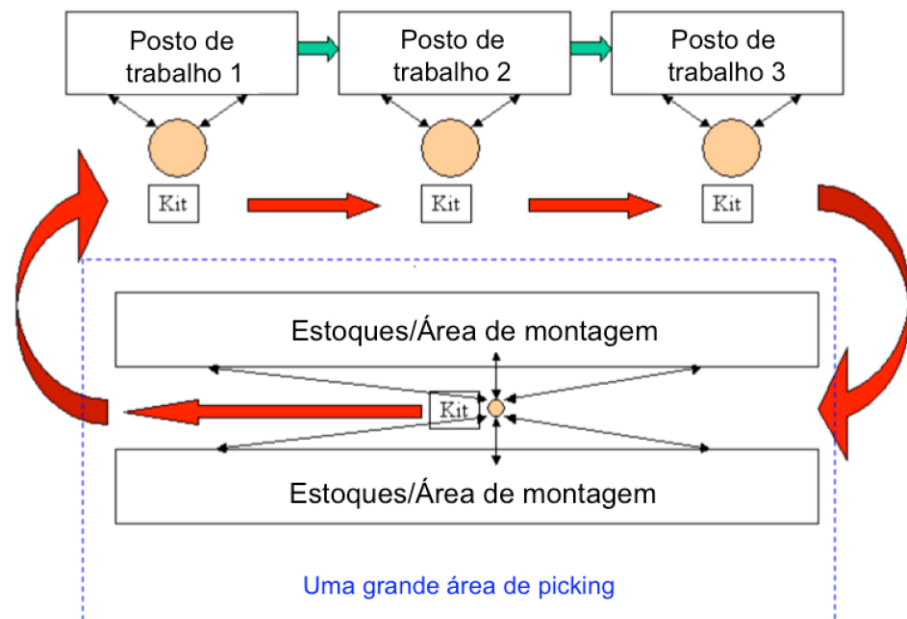 Posto de
trabalho 1
Posto de
trabalho 2
Posto de
trabalho 3
Kit
Kit
Kit
Estoques/Área de montagem
Kit
Estoques/Área de montagem
Uma grande área de picking